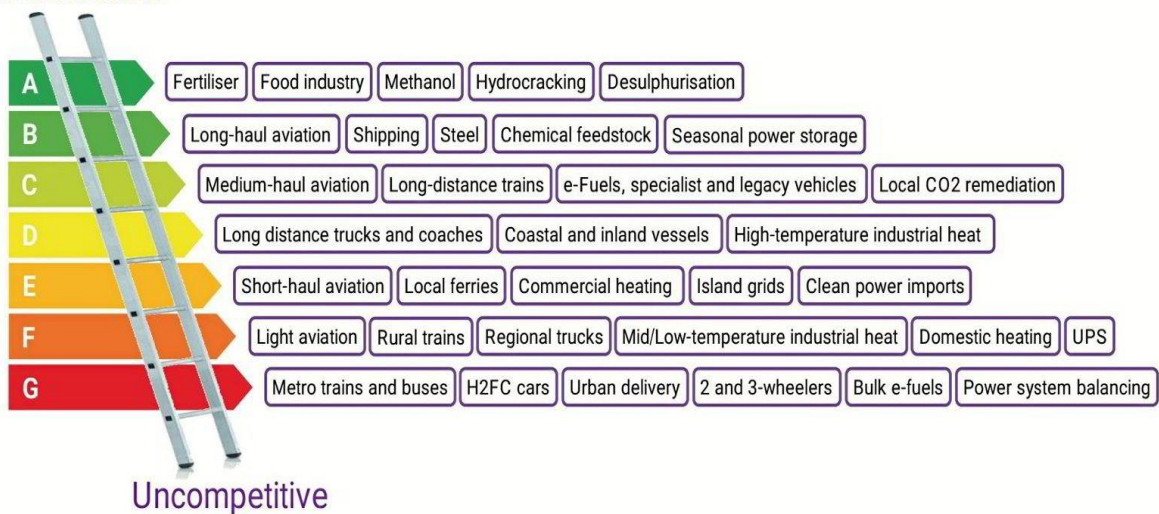 A Fertiliser Food industry Methanol Hydrocracking Desulphurisation
B Long-haul aviation Shipping Steel Chemical feedstock Seasonal power storage
C Medium-haul aviation Long-distance trains e-Fuels, specialist and legacy vehicles Local CO2 remediation
D Long distance trucks and coaches Coastal and inland vessels High-temperature industrial heat
E Short-haul aviation Local ferries Commercial heating Island grids Clean power imports
F Light aviation Rural trains Regional trucks Mid/Low-temperature industrial heat Domestic heating UPS
G Metro trains and buses H2FC cars Urban delivery 2 and 3-wheelers Bulk e-fuels Power system balancing
Uncompetitive